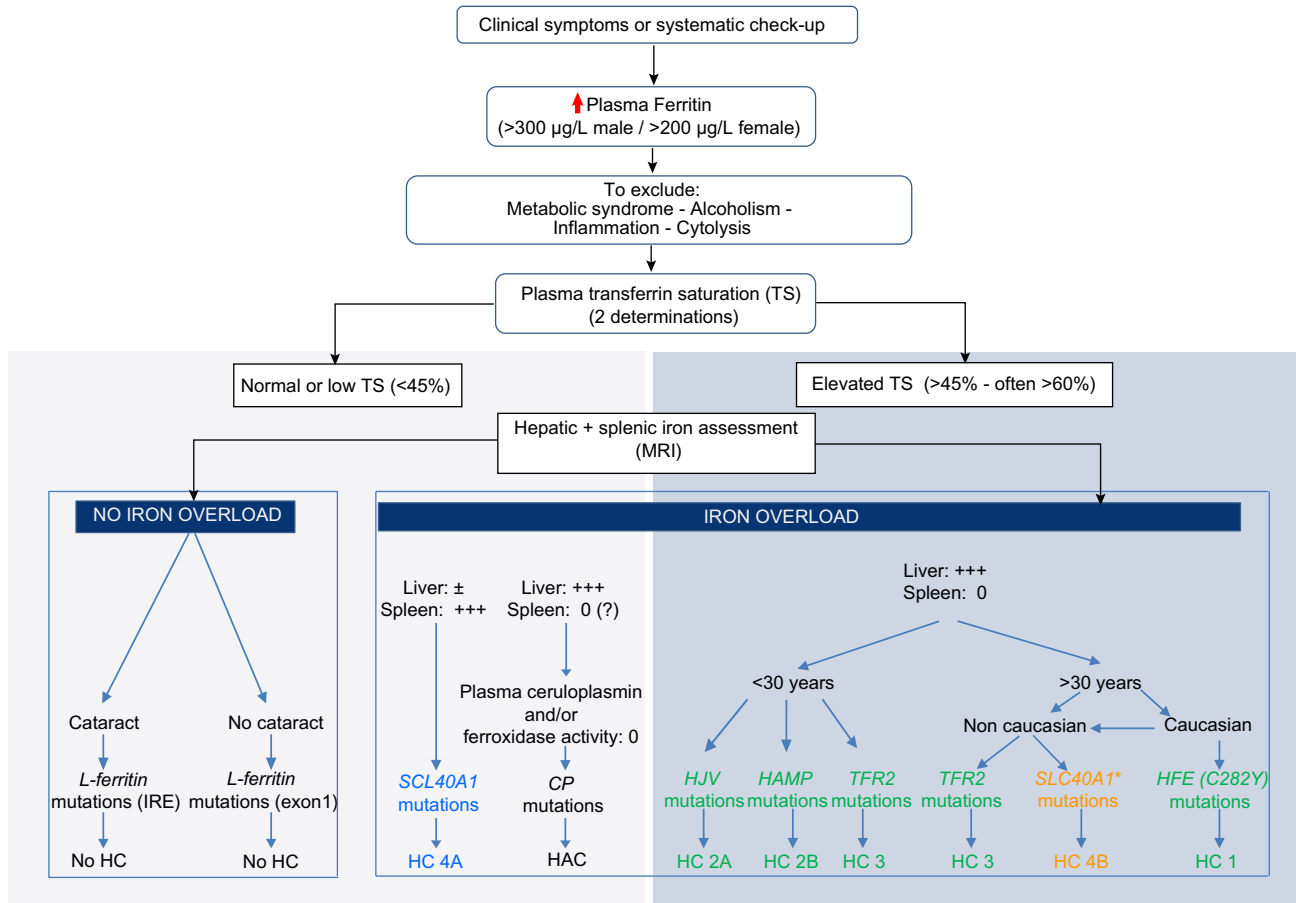 Clinical symptoms or systematic check-up
Plasma Ferritin
(>300 µg/L male / >200 µg/L female)
To exclude:
Metabolic syndrome - Alcoholism -
Inflammation - Cytolysis
Plasma transferrin saturation (TS)
(2 determinations)
Normal or low TS (<45%)
Elevated TS (>45% - often >60%)
Hepatic + splenic iron assessment
(MRI)
NO IRON OVERLOAD
IRON OVERLOAD
Cataract
No cataract
L-ferritin
mutations (IRE)
L-ferritin
mutations (exon1)
No HC
No HC
Liver: ±
Spleen: +++
SCL40A1
mutations
HC 4A
Liver: +++
Spleen: 0 (?)
Plasma ceruloplasmin
and/or
ferroxidase activity: 0
CP
mutations
HAC
Liver: +++
Spleen: 0
<30 years
>30 years
Non caucasian
Caucasian
HJV
mutations
HAMP
mutations
TFR2
mutations
TFR2
mutations
SLC40A1*
mutations
HFE (C282Y)
mutations
HC 2A
HC 2B
HC 3
HC 3
HC 4B
HC 1